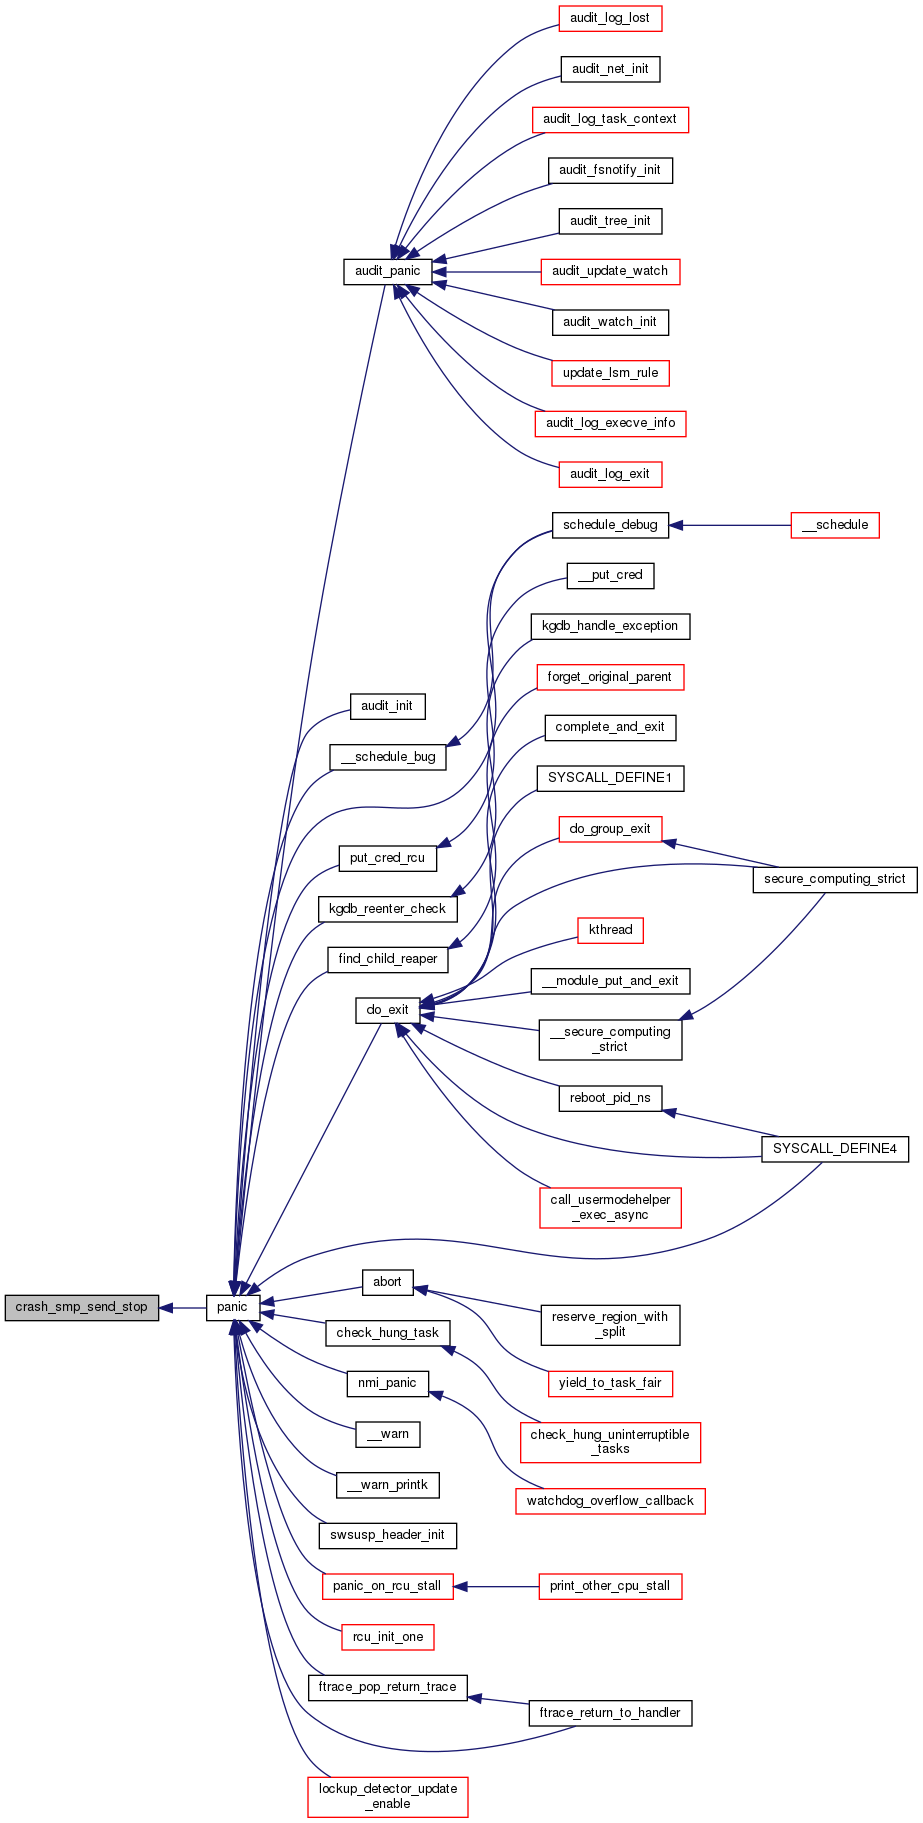 audit_log_lost
audit_net_init
audit_log_task_context
audit_fsnotify_init
audit_tree_init
audit_panic
audit_update_watch
audit_watch_init
update_lsm_rule
audit_log_execve_info
audit_log_exit
schedule_debug
__schedule
__put_cred
kgdb_handle_exception
forget_original_parent
audit_init
complete_and_exit
__schedule_bug
SYSCALL_DEFINE1
do_group_exit
put_cred_rcu
secure_computing_strict
kgdb_reenter_check
kthread
find_child_reaper
__module_put_and_exit
do_exit
__secure_computing
_strict
reboot_pid_ns
SYSCALL_DEFINE4
call_usermodehelper
_exec_async
abort
crash_smp_send_stop
panic
reserve_region_with
_split
check_hung_task
nmi_panic
yield_to_task_fair
__warn
check_hung_uninterruptible
_tasks
__warn_printk
watchdog_overflow_callback
swsusp_header_init
panic_on_rcu_stall
print_other_cpu_stall
rcu_init_one
ftrace_pop_return_trace
ftrace_return_to_handler
lockup_detector_update
_enable